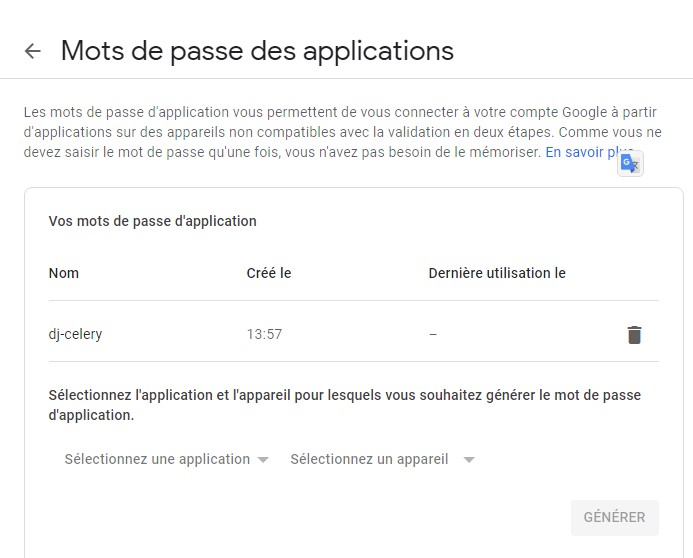 Mots de passe des applications
Les mots de passe d'application vous permettent de vous connecter à votre compte Google à partir
d'applications sur des appareils non compatibles avec la validation en deux étapes. Comme vous ne
devez saisir le mot de passe qu'une fois, vous n'avez pas besoin de le mémoriser. En savoir plus
Vos mots de passe d'application
Nom Créé le Dernière utilisation le
dj-celery 13:57 –
Sélectionnez l'application et l'appareil pour lesquels vous souhaitez générer le mot de passe
d'application.
Sélectionnez une application Sélectionnez un appareil
GÉNÉRER